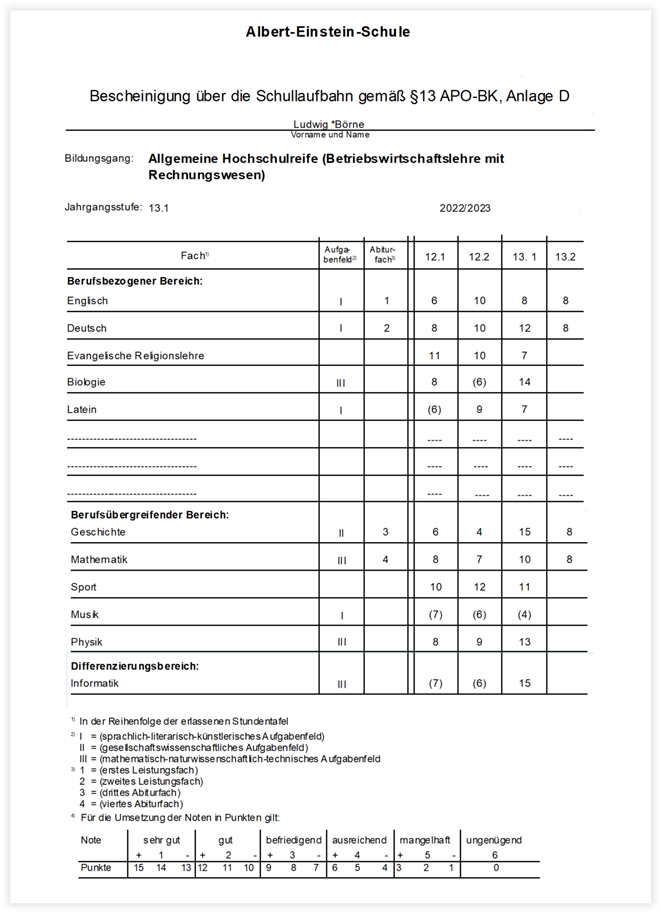 Albert-Einstein-Schule
Bescheinigung über die Schullaufbahn gemäß §13 APO-BK, Anlage D
Ludwig *Börne
Vorname und Name
Bildungsgang: Allgemeine Hochschulreife (Betriebswirtschaftslehre mit
Rechnungswesen)
Jahrgangsstufe: 13.1 2022/2023
Fach1) Aufga-benfeld2) Abitur-fach3) 12.1 12.2 13. 1 13.2
Berufsbezogener Bereich:
Englisch I 1 6 10 8 8
Deutsch I 2 8 10 12 8
Evangelische Religionslehre 11 10 7
Biologie III 8 (6) 14
Latein I (6) 9 7
----------------------------------- ---- ---- ---- ----
----------------------------------- ---- ---- ---- ----
----------------------------------- ---- ---- ---- ----
Berufsübergreifender Bereich:
Geschichte II 3 6 4 15 8
Mathematik III 4 8 7 10 8
Sport 10 12 11
Musik I (7) (6) (4)
Physik III 8 9 13
Differenzierungsbereich:
Informatik III (7) (6) 15
1) In der Reihenfolge der erlassenen Stundentafel
2) I = (sprachlich-literarisch-künstlerisches Aufgabenfeld)
II = (gesellschaftswissenschaftliches Aufgabenfeld)
III = (mathematisch-naturwissenschaftlich-technisches Aufgabenfeld
3) 1 = (erstes Leistungsfach)
2 = (zweites Leistungsfach)
3 = (drittes Abiturfach)
4 = (viertes Abiturfach)
4) Für die Umsetzung der Noten in Punkten gilt:
Note sehr gut gut befriedigend ausreichend mangelhaft ungenügend
+ 1 - + 2 - + 3 - + 4 - + 5 - 6
Punkte 15 14 13 12 11 10 9 8 7 6 5 4 3 2 1 0